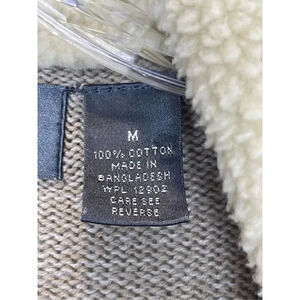 M
100% COTTON
MADE IN
BANGLADESH
WPL 12902
CARE SEE
REVERSE